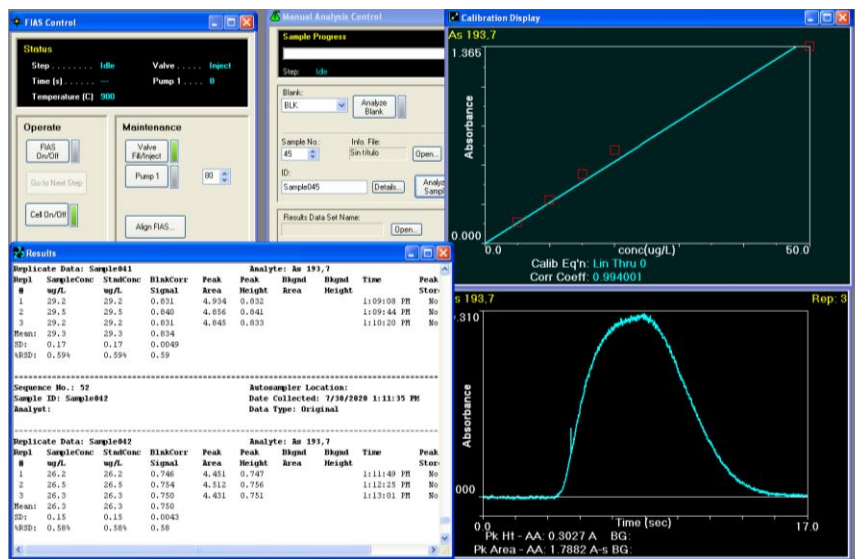 FIAS Control
Status
Step . . . . . . . . Idle Valve . . . . . Inject
Time (s) . . . . . . --- Pump 1 . . . . 0
Temperature (C) 900
Operate Maintenance
FIAS On/Off
Valve Fill/Inject
Go to Next Step
Pump 1 80
Cell On/Off
Align FIAS...
Manual Analysis Control
Sample Progress
Step: Idle
Blank:
BLK Analyze Blank
Sample No.: Info. File:
45 Sin título Open...
ID:
Sample045 Details...
Results Data Set Name:
Open...
Calibration Display
As 193,7
1.365
Absorbance
0.000
0.0 conc(ug/L) 50.0
Calib Eq'n: Lin Thru 0
Corr Coeff: 0.994001
Results
Replicate Data: Sample041 Analyte: As 193,7
Repl SampleConc StndConc BlnkCorr Peak Peak Bkgnd Bkgnd Time Peak
# ug/L ug/L Signal Area Height Area Height
1 29.2 29.2 0.831 4.934 0.832 1:09:08 PM No
2 29.5 29.5 0.840 4.856 0.841 1:09:44 PM No
3 29.2 29.2 0.831 4.845 0.833 1:10:20 PM No
Mean: 29.3 29.3 0.834
SD: 0.17 0.17 0.0049
%RSD: 0.59% 0.59% 0.59
Sequence No.: 52 Autosampler Location:
Sample ID: Sample042 Date Collected: 7/30/2020 1:11:35 PM
Analyst: Data Type: Original
Replicate Data: Sample042 Analyte: As 193,7
Repl SampleConc StndConc BlnkCorr Peak Peak Bkgnd Bkgnd Time Peak
# ug/L ug/L Signal Area Height Area Height
1 26.2 26.2 0.746 4.451 0.747 1:11:49 PM No
2 26.5 26.5 0.754 4.512 0.756 1:12:25 PM No
3 26.3 26.3 0.750 4.431 0.751 1:13:01 PM No
Mean: 26.3 26.3 0.750
SD: 0.15 0.15 0.0043
%RSD: 0.58% 0.58% 0.58
193,7 Rep: 3
.310
Absorbance
.000
0.0 Time (sec) 17.0
Pk Ht - AA: 0.3027 A BG:
Pk Area - AA: 1.7882 A-s BG: